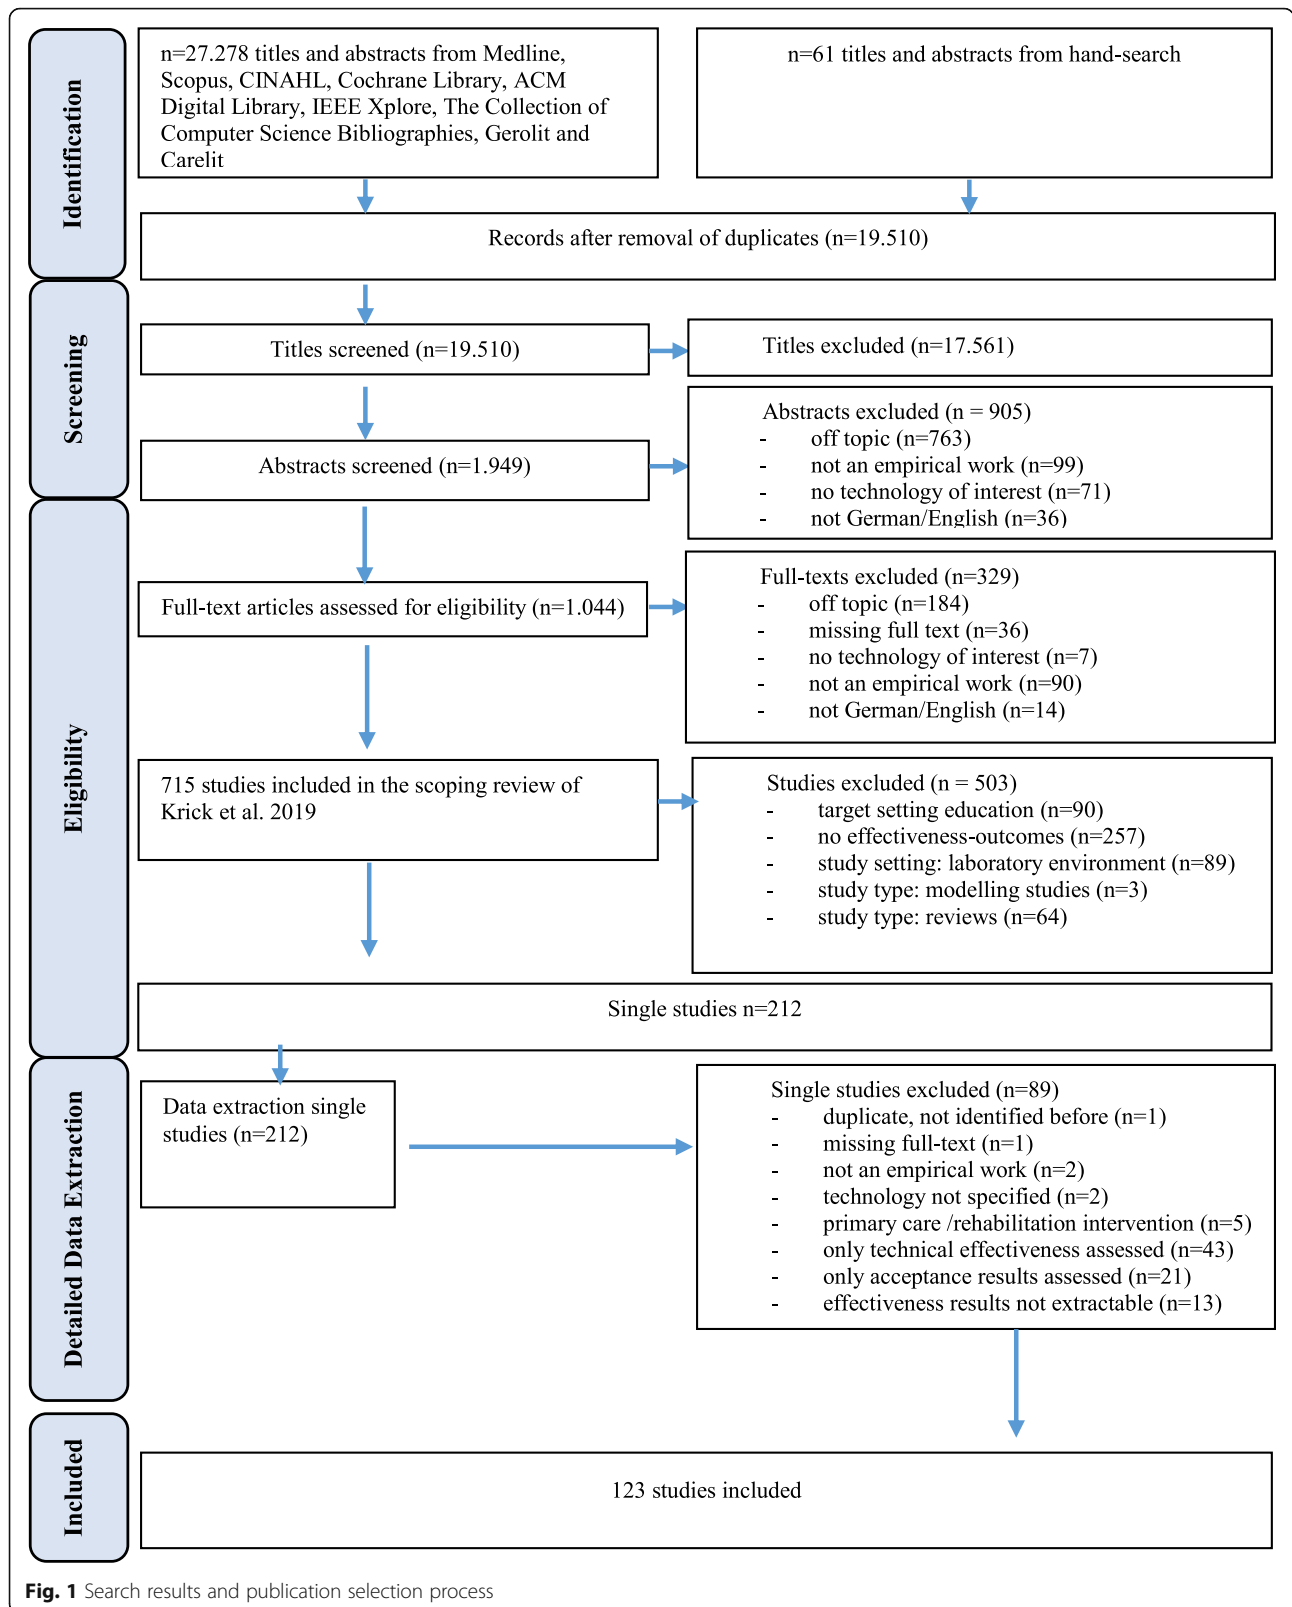 Identification
n=27.278 titles and abstracts from Medline,
Scopus, CINAHL, Cochrane Library, ACM
Digital Library, IEEE Xplore, The Collection of
Computer Science Bibliographies, Gerolit and
Carelit
n=61 titles and abstracts from hand-search
Records after removal of duplicates (n=19.510)
Screening
Titles screened (n=19.510)
Titles excluded (n=17.561)
Abstracts screened (n=1.949)
Abstracts excluded (n = 905)
- off topic (n=763)
- not an empirical work (n=99)
- no technology of interest (n=71)
- not German/English (n=36)
Eligibility
Full-text articles assessed for eligibility (n=1.044)
Full-texts excluded (n=329)
- off topic (n=184)
- missing full text (n=36)
- no technology of interest (n=7)
- not an empirical work (n=90)
- not German/English (n=14)
715 studies included in the scoping review of
Krick et al. 2019
Studies excluded (n = 503)
- target setting education (n=90)
- no effectiveness-outcomes (n=257)
- study setting: laboratory environment (n=89)
- study type: modelling studies (n=3)
- study type: reviews (n=64)
Single studies n=212
Detailed Data Extraction
Data extraction single
studies (n=212)
Single studies excluded (n=89)
- duplicate, not identified before (n=1)
- missing full-text (n=1)
- not an empirical work (n=2)
- technology not specified (n=2)
- primary care /rehabilitation intervention (n=5)
- only technical effectiveness assessed (n=43)
- only acceptance results assessed (n=21)
- effectiveness results not extractable (n=13)
Included
123 studies included
Fig. 1 Search results and publication selection process